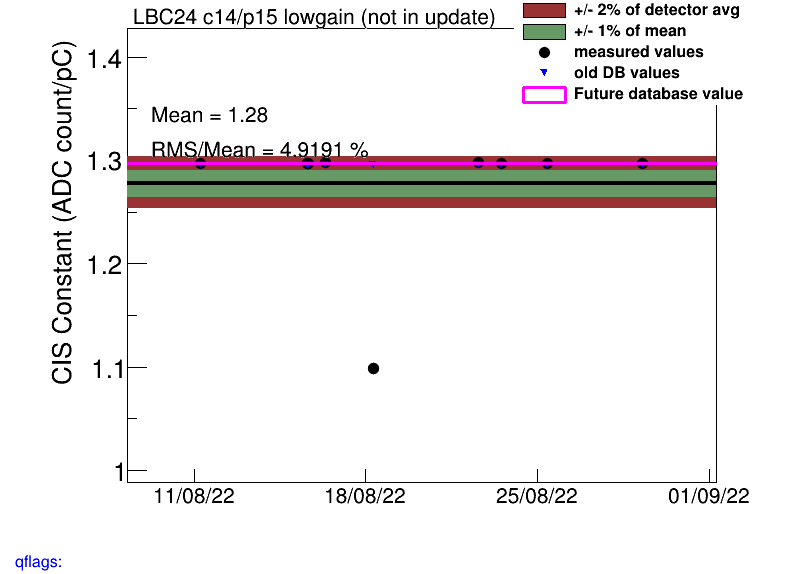 LBC24 c14/p15 lowgain (not in update)
+/- 2% of detector avg
+/- 1% of mean
measured values
old DB values
Future database value
CIS Constant (ADC count/pC)
1.4
1.3
1.2
1.1
1
Mean = 1.28
RMS/Mean = 4.9191 %
11/08/22
18/08/22
25/08/22
01/09/22
qflags: